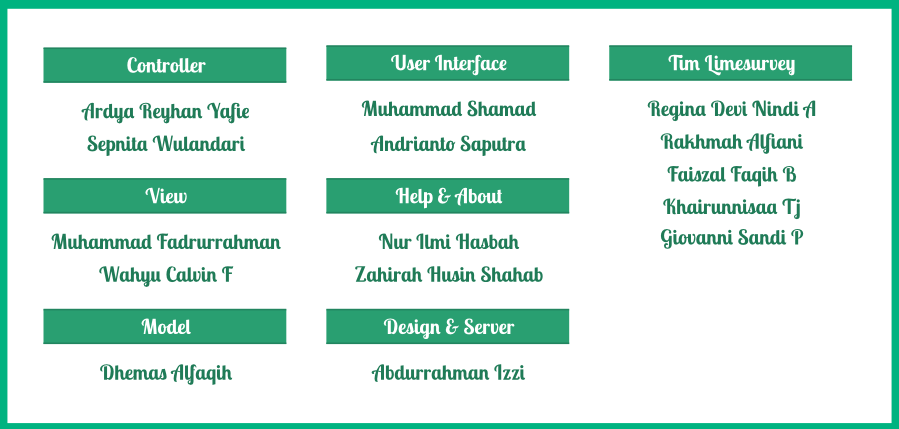 Controller
Ardya Reyhan Yafie
Sepnita Wulandari
View
Muhammad Fadrurrahman
Wahyu Calvin F
Model
Dhemas Alfaqih
User Interface
Muhammad Shamad
Andrianto Saputra
Help & About
Nur Ilmi Hasbah
Zahirah Husin Shahab
Design & Server
Abdurrahman Izzi
Tim Limesurvey
Regina Devi Nindi A
Rakhmah Alfiani
Faiszal Faqih B
Khairunnisaa Tj
Giovanni Sandi P